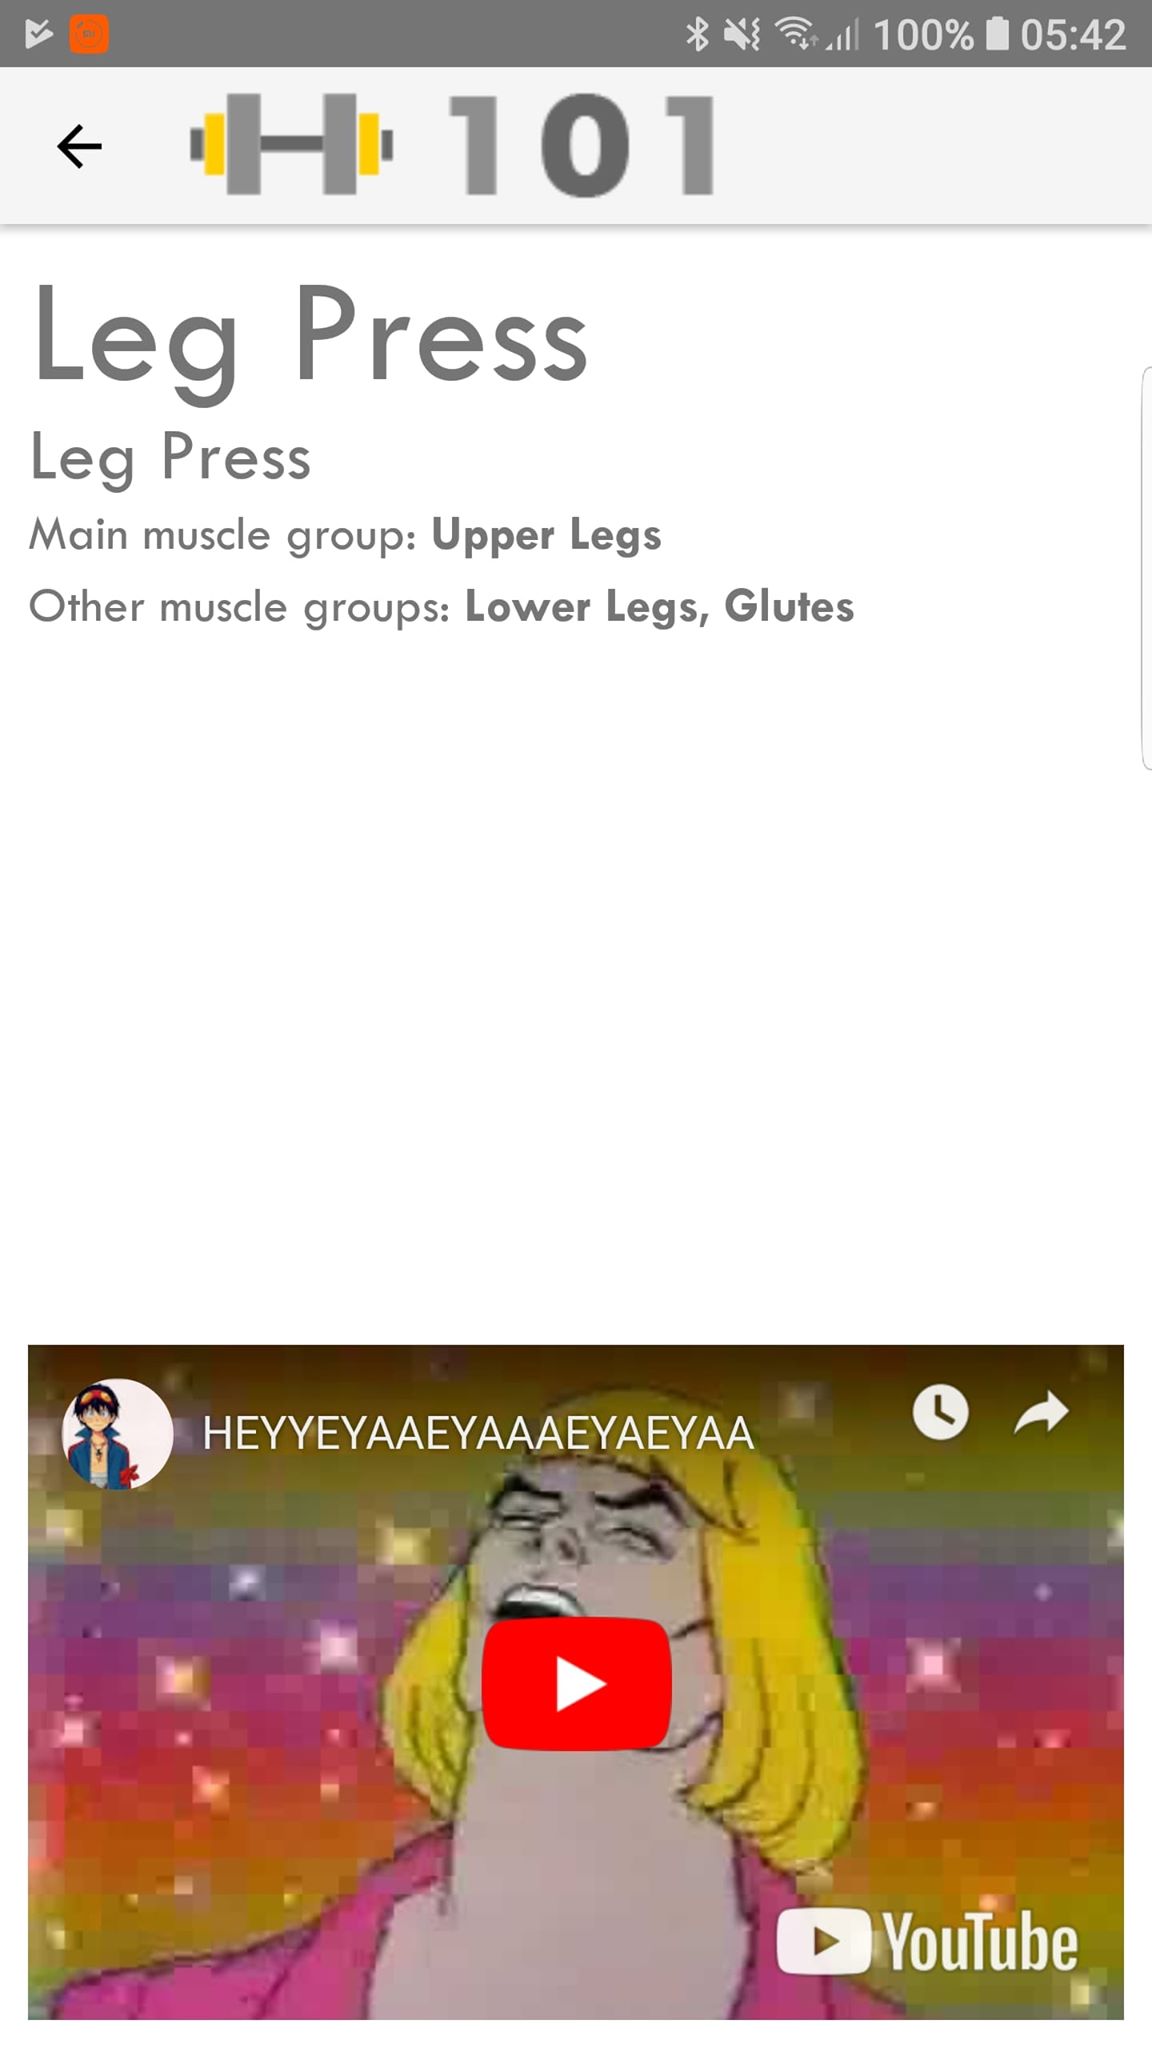 100% 05:42
H 101
Leg Press
Leg Press
Main muscle group: Upper Legs
Other muscle groups: Lower Legs, Glutes
HEYYEYAAEYAAAEYAEYAA
YouTube